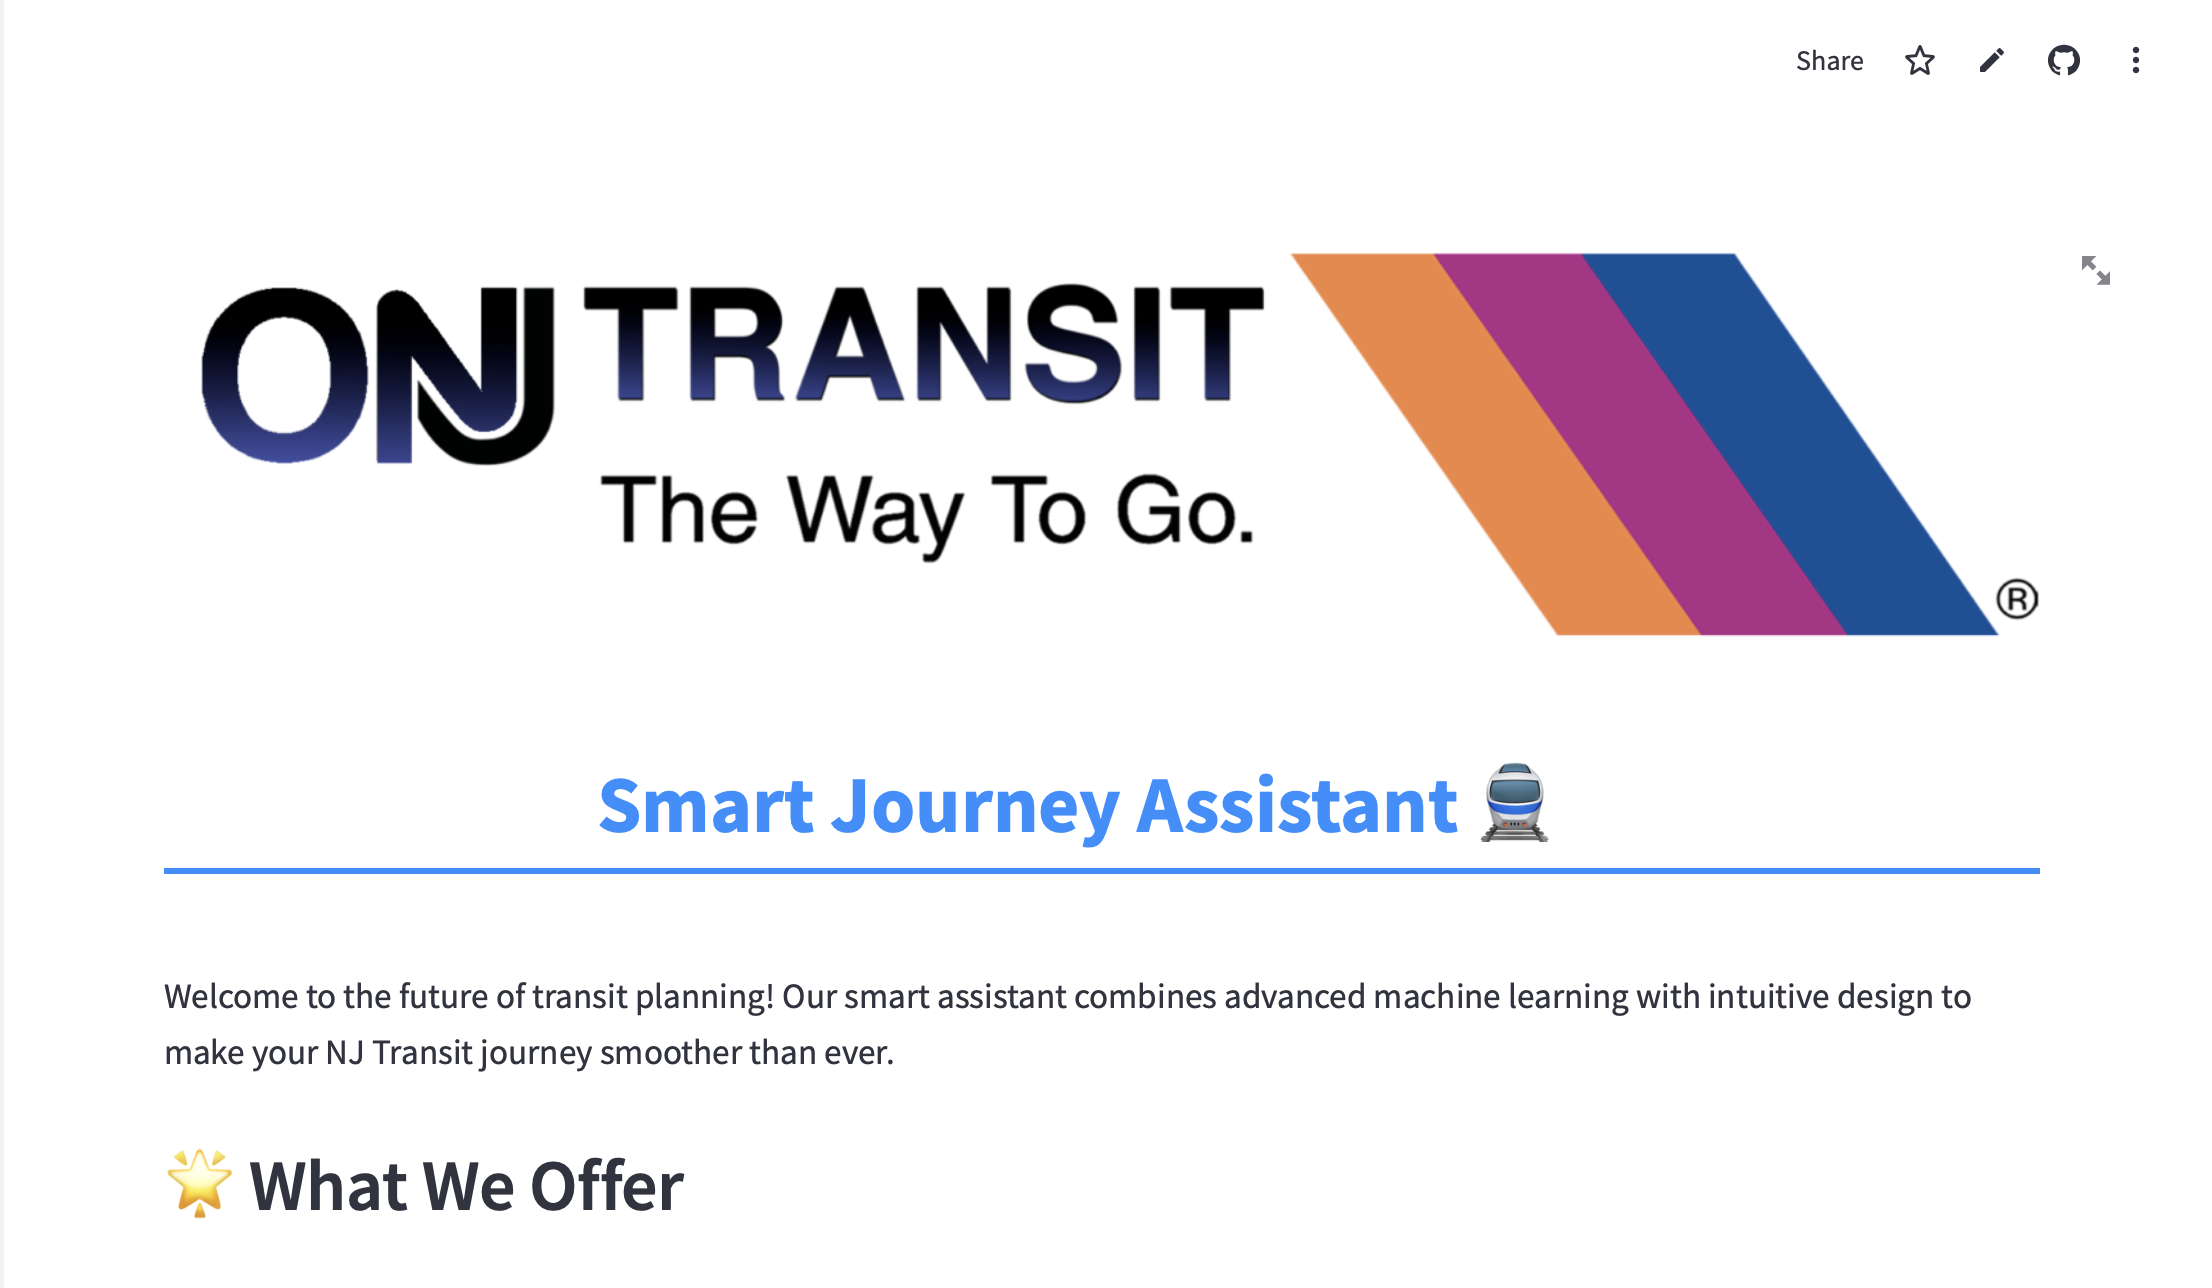 Share
ONJ TRANSIT
The Way To Go.
®
Smart Journey Assistant
Welcome to the future of transit planning! Our smart assistant combines advanced machine learning with intuitive design to
make your NJ Transit journey smoother than ever.
What We Offer